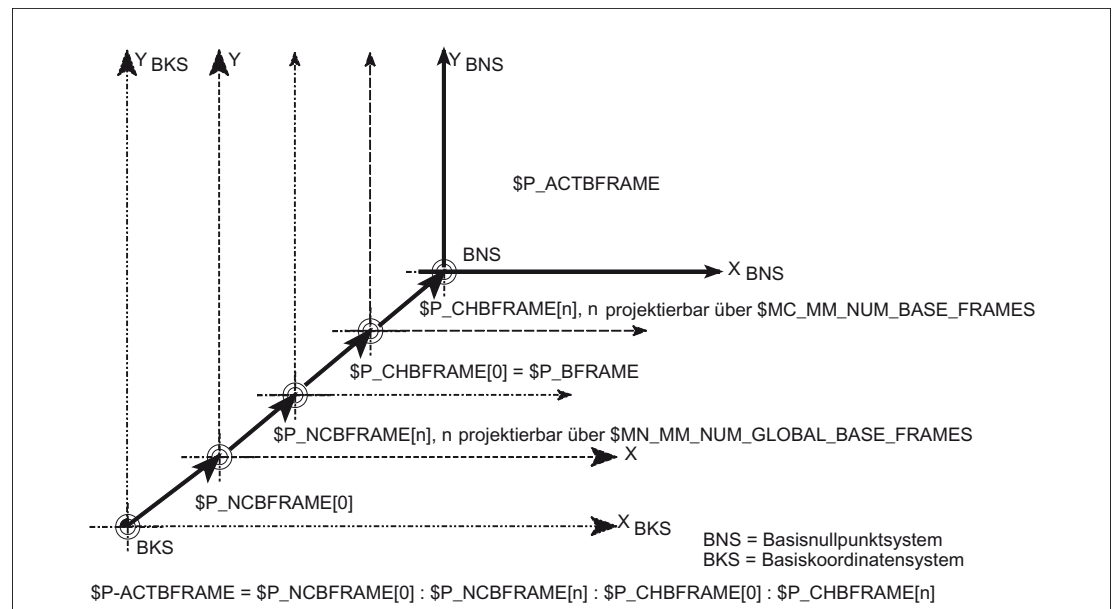 Y BKS
Y
Y BNS
$P_ACTBFRAME
BNS
X BNS
$P_CHBFRAME[n], n projektierbar über $MC_MM_NUM_BASE_FRAMES
$P_CHBFRAME[0] = $P_BFRAME
$P_NCBFRAME[n], n projektierbar über $MN_MM_NUM_GLOBAL_BASE_FRAMES
X
$P_NCBFRAME[0]
X BKS
BKS
BNS = Basisnullpunktsystem
BKS = Basiskoordinatensystem
$P-ACTBFRAME = $P_NCBFRAME[0] : $P_NCBFRAME[n] : $P_CHBFRAME[0] : $P_CHBFRAME[n]